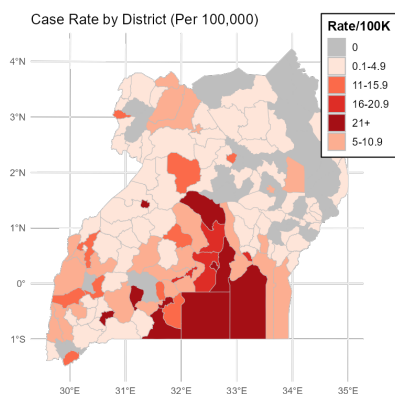 Case Rate by District (Per 100,000)
Rate/100K
0
0.1-4.9
11-15.9
16-20.9
21+
5-10.9
4°N
3°N
2°N
1°N
0°
1°S
30°E
31°E
32°E
33°E
34°E
35°E